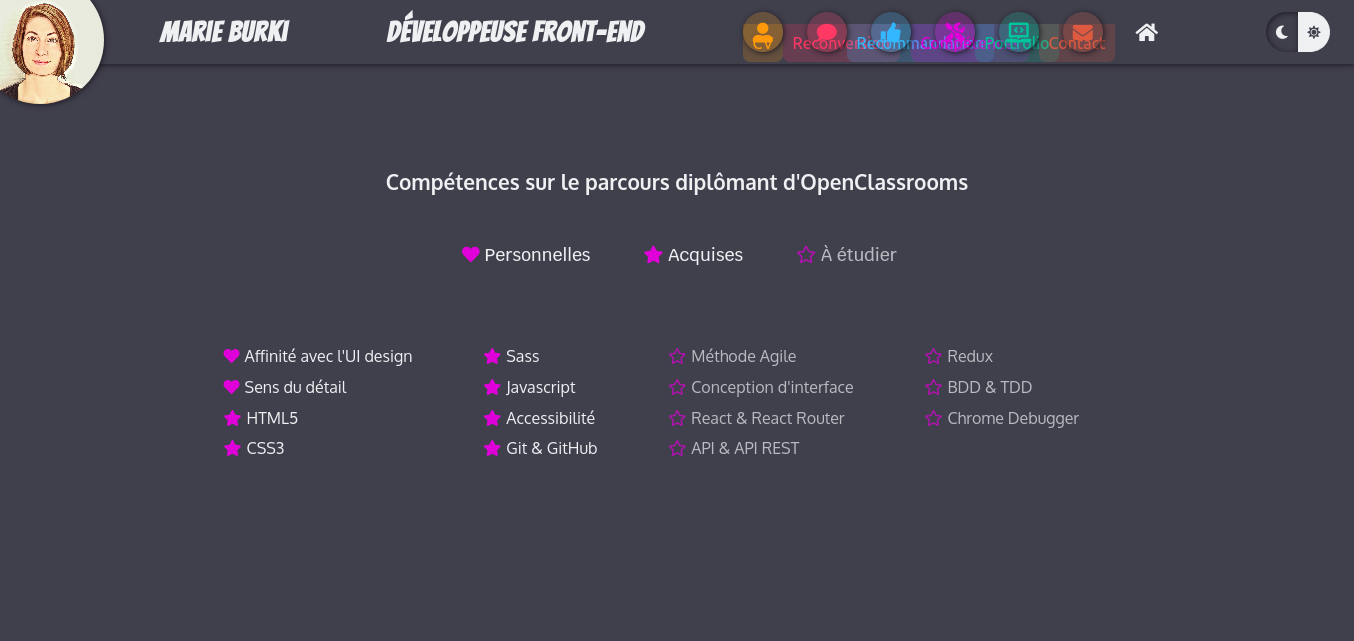 MARIE BURKI
DÉVELOPPEUSE FRONT-END
CV
Recommandation
Portfolio
Contact
Compétences sur le parcours diplômant d'OpenClassrooms
Personnelles
Acquises
À étudier
Affinité avec l'UI design
Sens du détail
HTML5
CSS3
Sass
Javascript
Accessibilité
Git & GitHub
Méthode Agile
Conception d'interface
React & React Router
API & API REST
Redux
BDD & TDD
Chrome Debugger